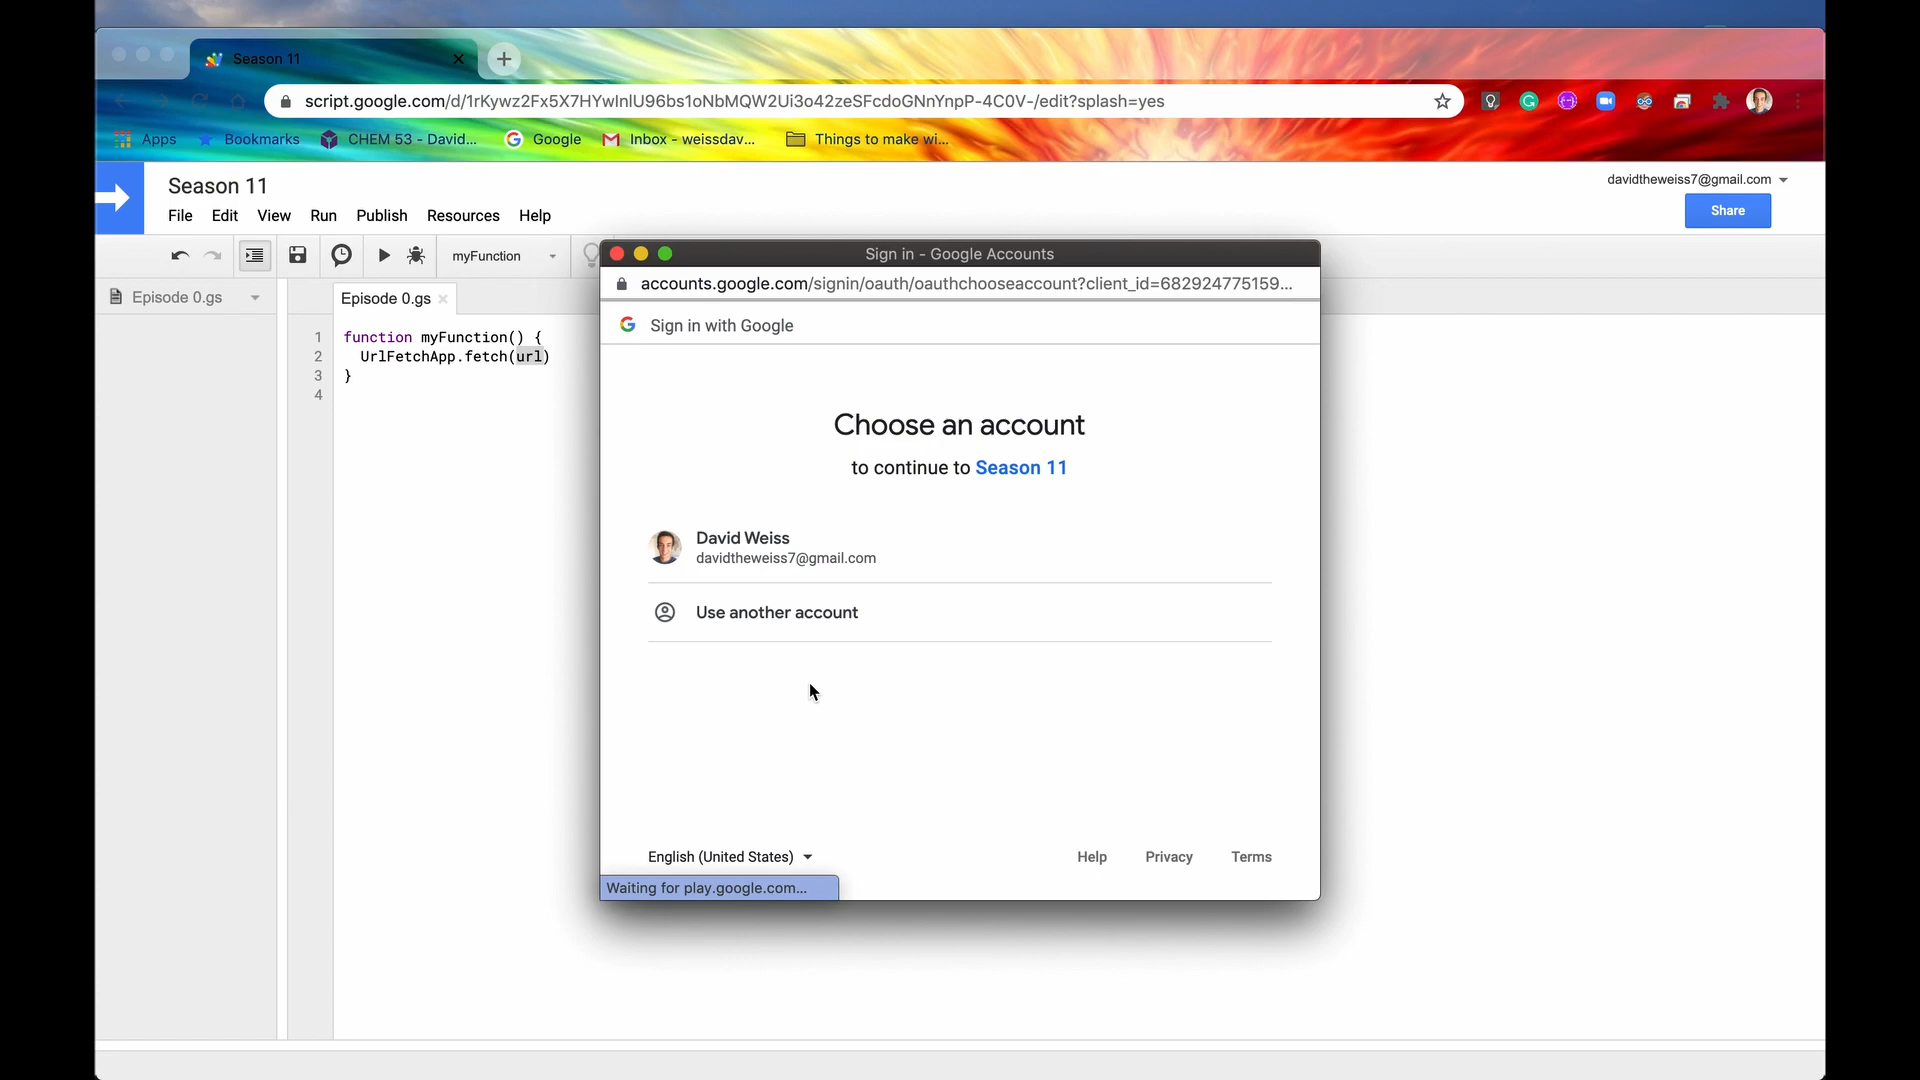 Season 11
script.google.com/d/1rKywz2Fx5X7HYwlnlU96bs1oNbMQW2Ui3o42zeSFcdoGNnYnpP-4C0V-/edit?splash=yes
Apps Bookmarks CHEM 53 - David... Google Inbox - weissdav... Things to make wi...
Season 11
davidtheweiss7@gmail.com
File Edit View Run Publish Resources Help
Share
myFunction
Sign in - Google Accounts
accounts.google.com/signin/oauth/oauthchooseaccount?client_id=682924775159...
Episode 0.gs
Episode 0.gs
Sign in with Google
1 function myFunction() {
2 UrlFetchApp.fetch(url)
3 }
4
Choose an account
to continue to Season 11
David Weiss
davidtheweiss7@gmail.com
Use another account
English (United States) Help Privacy Terms
Waiting for play.google.com...